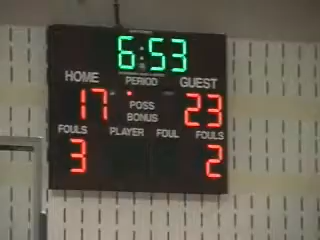 6:53
HOME PERIOD GUEST
17 POSS 23
BONUS
FOULS PLAYER FOUL FOULS
3 2